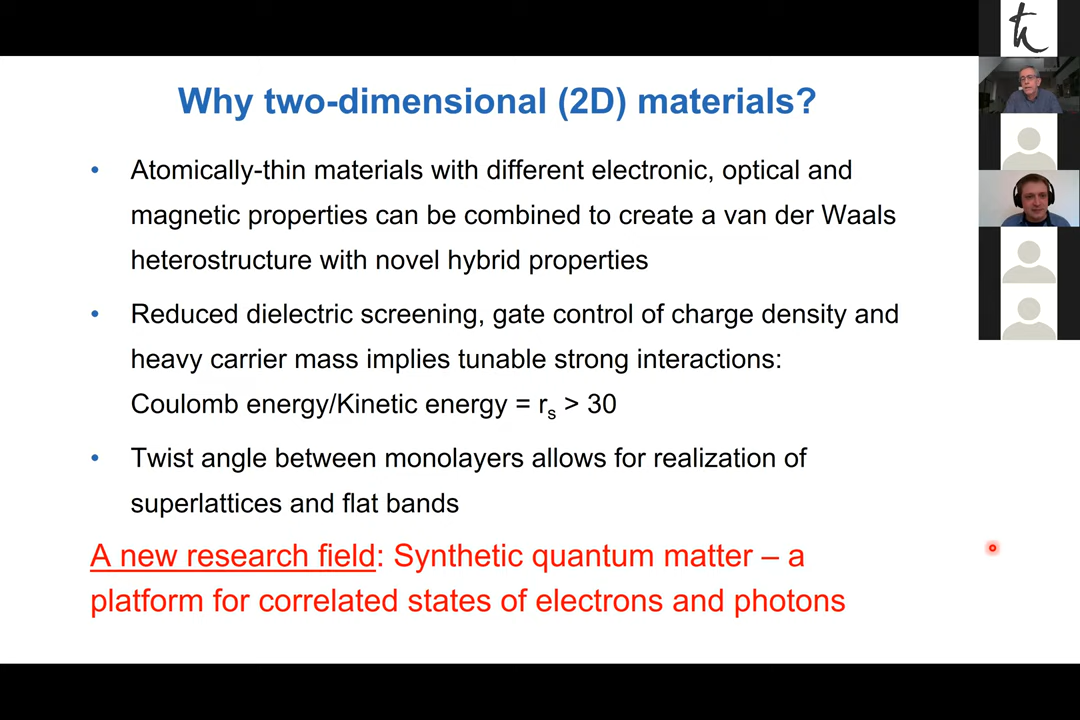 Why two-dimensional (2D) materials?
• Atomically-thin materials with different electronic, optical and
magnetic properties can be combined to create a van der Waals
heterostructure with novel hybrid properties
• Reduced dielectric screening, gate control of charge density and
heavy carrier mass implies tunable strong interactions:
Coulomb energy/Kinetic energy = rs > 30
• Twist angle between monolayers allows for realization of
superlattices and flat bands
A new research field: Synthetic quantum matter – a
platform for correlated states of electrons and photons